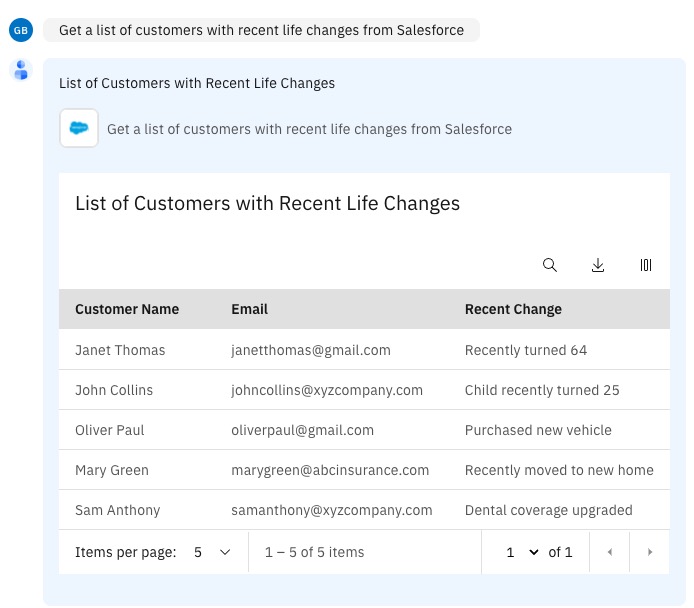 GB Get a list of customers with recent life changes from Salesforce
List of Customers with Recent Life Changes
Get a list of customers with recent life changes from Salesforce
List of Customers with Recent Life Changes
Customer Name Email Recent Change
Janet Thomas janetthomas@gmail.com Recently turned 64
John Collins johncollins@xyzcompany.com Child recently turned 25
Oliver Paul oliverpaul@gmail.com Purchased new vehicle
Mary Green marygreen@abcinsurance.com Recently moved to new home
Sam Anthony samanthony@xyzcompany.com Dental coverage upgraded
Items per page: 5 1 – 5 of 5 items 1 of 1